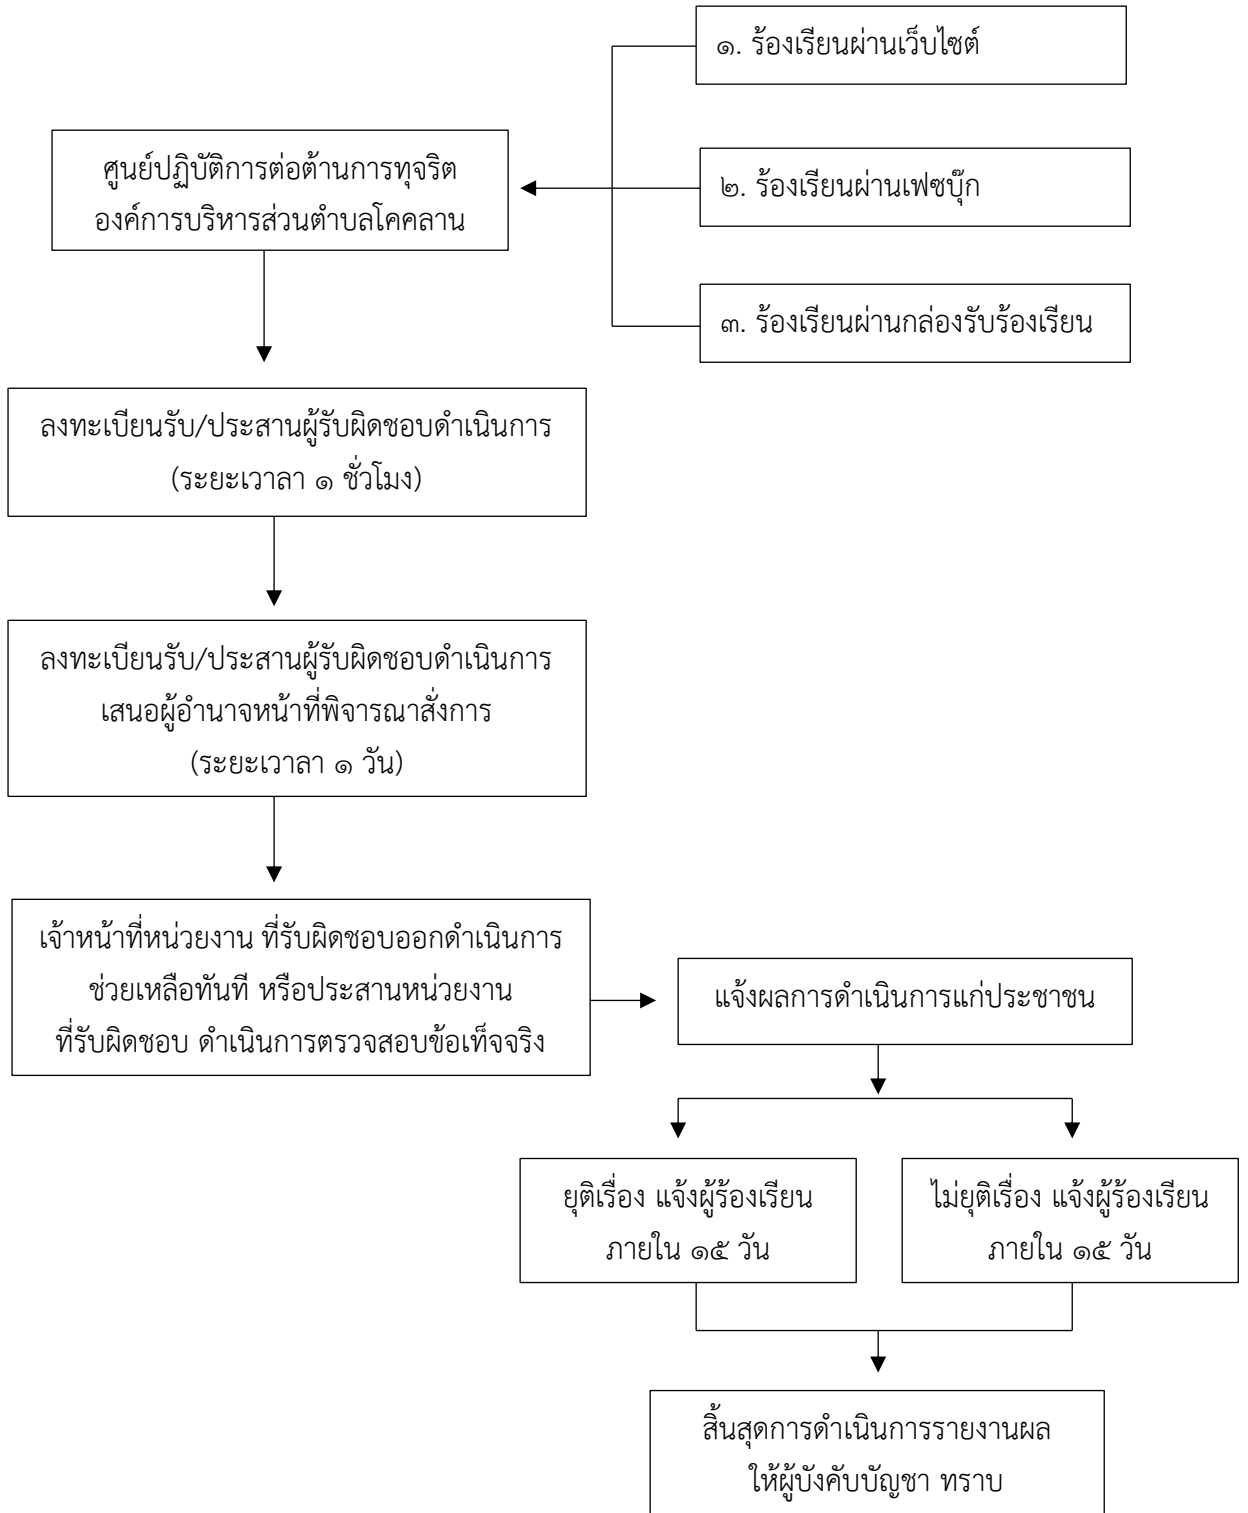 ๑. ร้องเรียนผ่านเว็บไซต์
ศูนย์ปฏิบัติการต่อต้านการทุจริต
องค์การบริหารส่วนตำบลโคคลาน
๒. ร้องเรียนผ่านเฟซบุ๊ก
๓. ร้องเรียนผ่านกล่องรับร้องเรียน
ลงทะเบียนรับ/ประสานผู้รับผิดชอบดำเนินการ
(ระยะเวาลา ๑ ชั่วโมง)
ลงทะเบียนรับ/ประสานผู้รับผิดชอบดำเนินการ
เสนอผู้อำนาจหน้าที่พิจารณาสั่งการ
(ระยะเวาลา ๑ วัน)
เจ้าหน้าที่หน่วยงาน ที่รับผิดชอบออกดำเนินการ
ช่วยเหลือทันที หรือประสานหน่วยงาน
ที่รับผิดชอบ ดำเนินการตรวจสอบข้อเท็จจริง
แจ้งผลการดำเนินการแก่ประชาชน
ยุติเรื่อง แจ้งผู้ร้องเรียน
ภายใน ๑๕ วัน
ไม่ยุติเรื่อง แจ้งผู้ร้องเรียน
ภายใน ๑๕ วัน
สิ้นสุดการดำเนินการรายงานผล
ให้ผู้บังคับบัญชา ทราบ